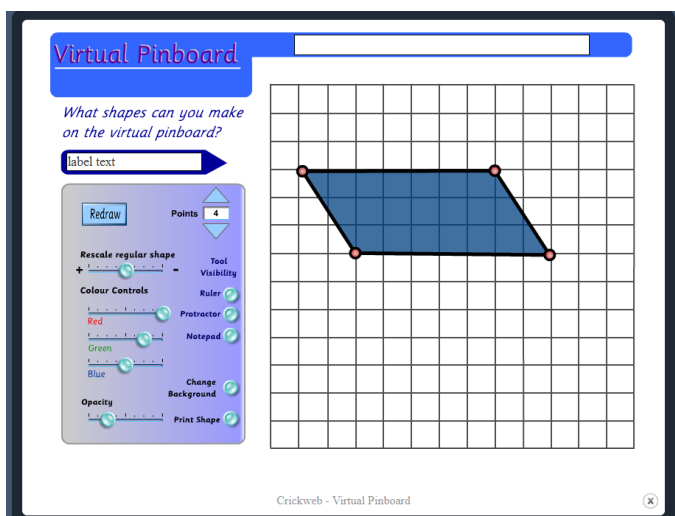 Virtual Pinboard
What shapes can you make
on the virtual pinboard?
label text
Redraw
Points 4
Rescale regular shape
+ -
Tool
Visibility
Colour Controls
Ruler
Red
Protractor
Green
Notepad
Blue
Change
Background
Opacity
Print Shape
Crickweb - Virtual Pinboard
x